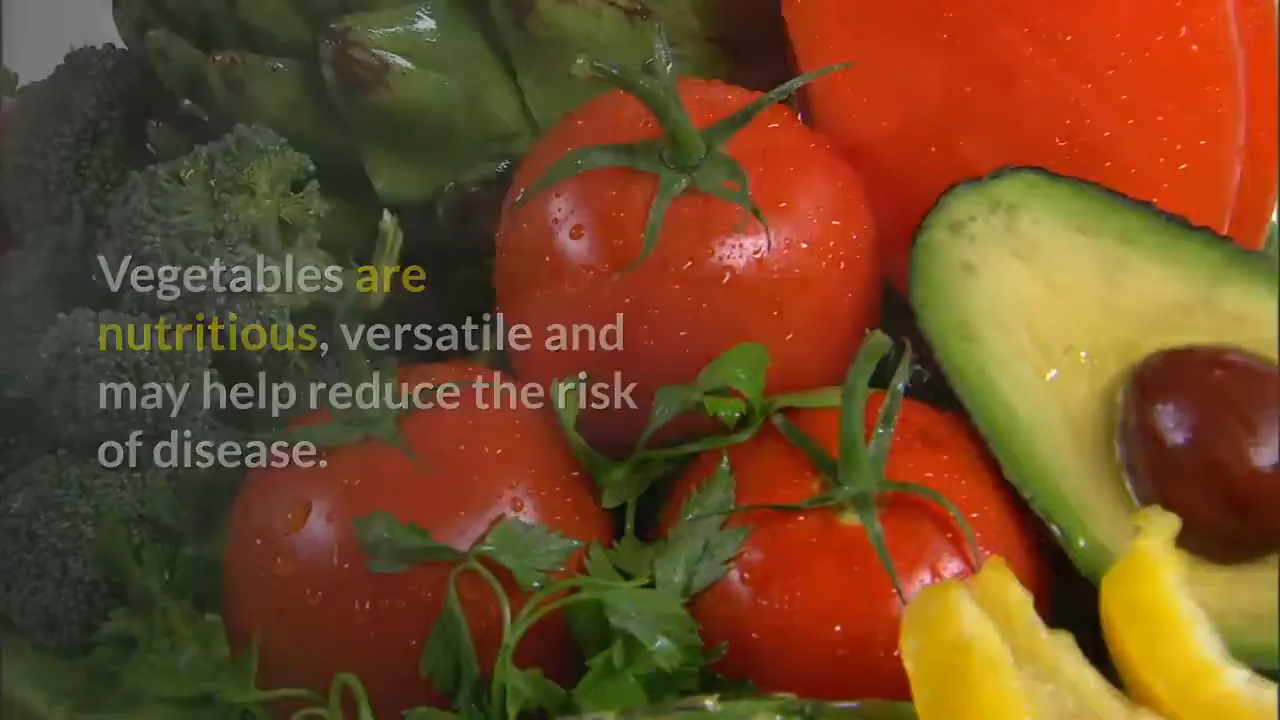 Vegetables are
nutritious, versatile and
may help reduce the risk
of disease.